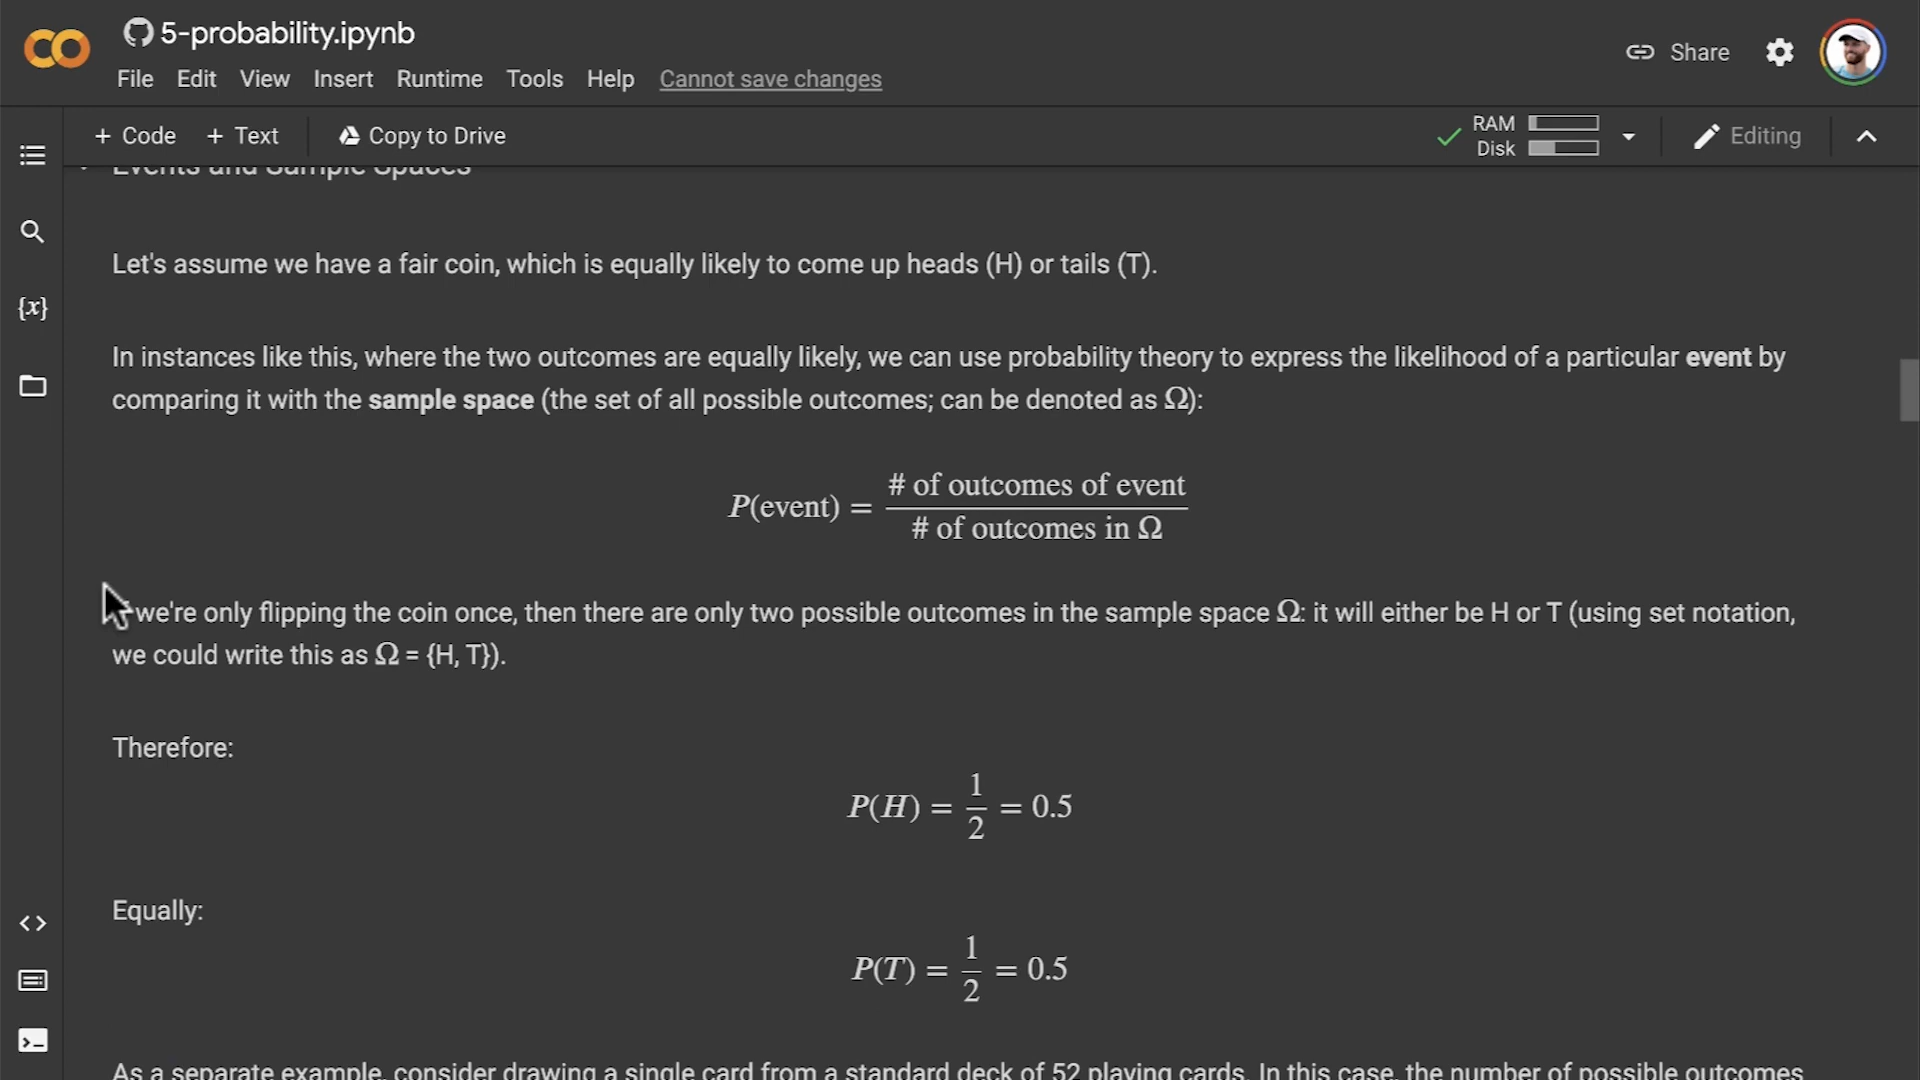 5-probability.ipynb
File Edit View Insert Runtime Tools Help Cannot save changes
Share
+ Code + Text Copy to Drive
RAM
Disk
Editing
Events and Sample Spaces
{x}
Let's assume we have a fair coin, which is equally likely to come up heads (H) or tails (T).
In instances like this, where the two outcomes are equally likely, we can use probability theory to express the likelihood of a particular event by
comparing it with the sample space (the set of all possible outcomes; can be denoted as Ω):
P(event) = # of outcomes of event / # of outcomes in Ω
we're only flipping the coin once, then there are only two possible outcomes in the sample space Ω: it will either be H or T (using set notation,
we could write this as Ω = {H, T}).
Therefore:
P(H) = 1/2 = 0.5
Equally:
P(T) = 1/2 = 0.5
As a separate example, consider drawing a single card from a standard deck of 52 playing cards. In this case, the number of possible outcomes